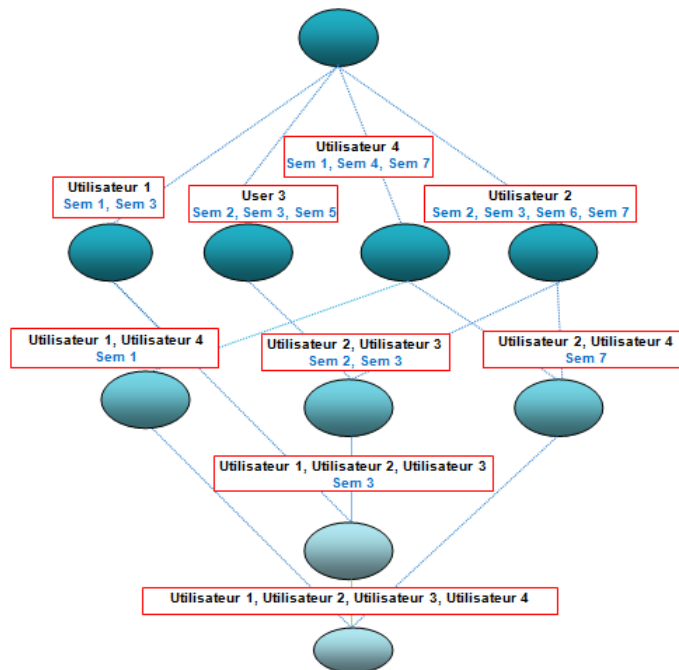 Utilisateur 4
Sem 1, Sem 4, Sem 7
Utilisateur 1
Sem 1, Sem 3
User 3
Sem 2, Sem 3, Sem 5
Utilisateur 2
Sem 2, Sem 3, Sem 6, Sem 7
Utilisateur 1, Utilisateur 4
Sem 1
Utilisateur 2, Utilisateur 3
Sem 2, Sem 3
Utilisateur 2, Utilisateur 4
Sem 7
Utilisateur 1, Utilisateur 2, Utilisateur 3
Sem 3
Utilisateur 1, Utilisateur 2, Utilisateur 3, Utilisateur 4